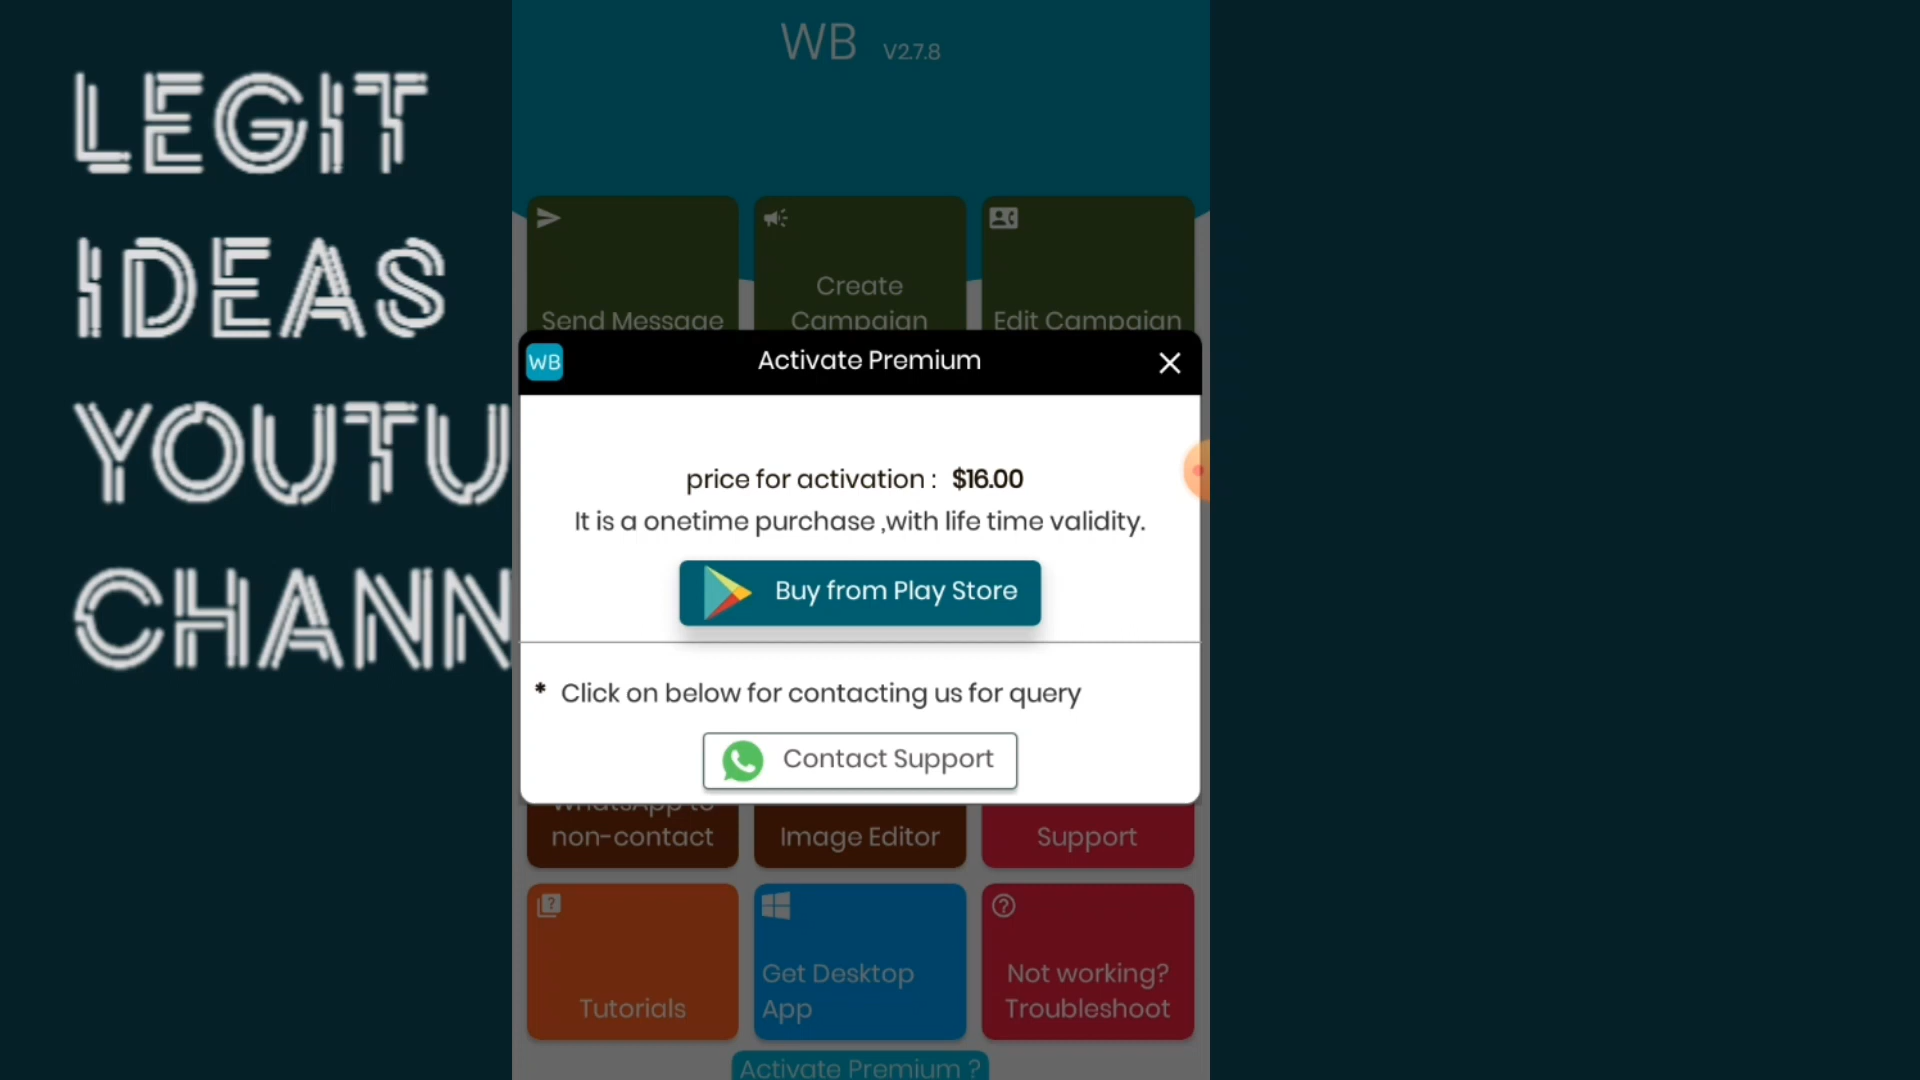 LEGIT
IDEAS
YOUTU
CHANN
WB V2.7.8
Send Message
Create
Campaign
Edit Campaign
WB
Activate Premium
price for activation : $16.00
It is a onetime purchase ,with life time validity.
Buy from Play Store
* Click on below for contacting us for query
Contact Support
WhatsApp to
non-contact
Image Editor
Support
Tutorials
Get Desktop
App
Not working?
Troubleshoot
Activate Premium ?